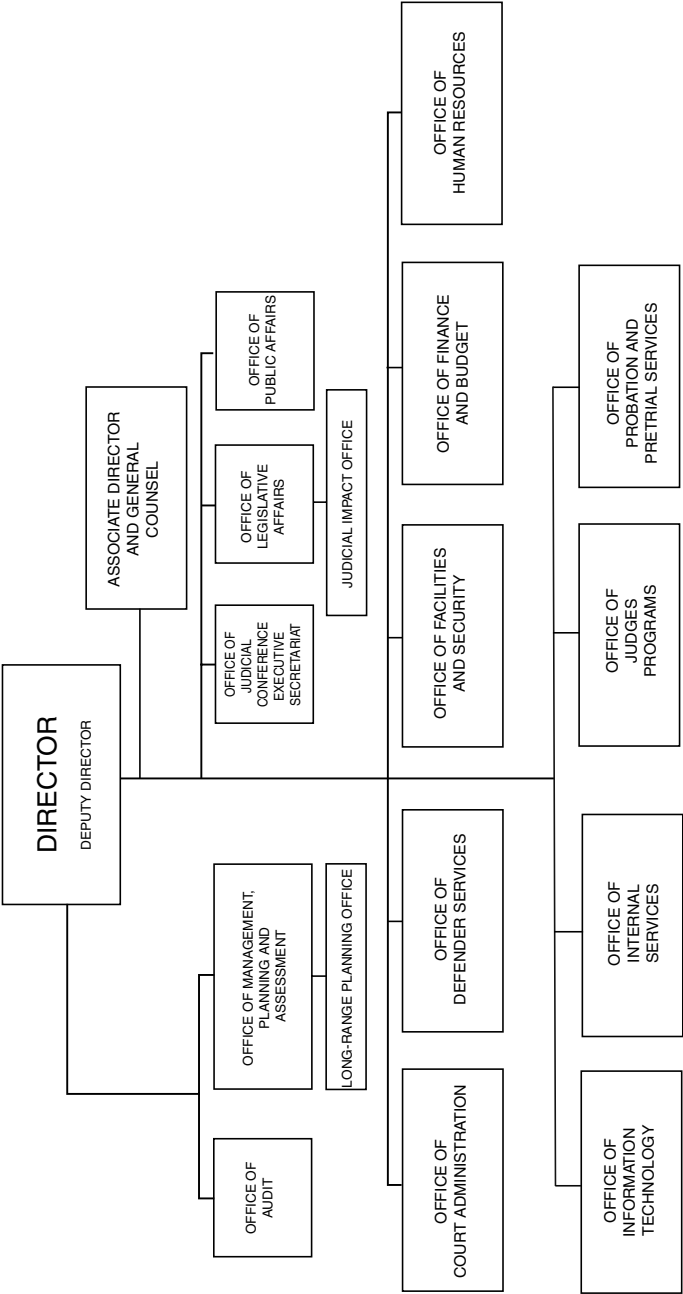 DIRECTOR
DEPUTY DIRECTOR
ASSOCIATE DIRECTOR
AND GENERAL
COUNSEL
OFFICE OF
AUDIT
OFFICE OF MANAGEMENT,
PLANNING AND
ASSESSMENT
LONG-RANGE PLANNING OFFICE
OFFICE OF
JUDICIAL
CONFERENCE
EXECUTIVE
SECRETARIAT
OFFICE OF
LEGISLATIVE
AFFAIRS
JUDICIAL IMPACT OFFICE
OFFICE OF
PUBLIC AFFAIRS
OFFICE OF
COURT ADMINISTRATION
OFFICE OF
DEFENDER SERVICES
OFFICE OF FACILITIES
AND SECURITY
OFFICE OF FINANCE
AND BUDGET
OFFICE OF
HUMAN RESOURCES
OFFICE OF
INFORMATION
TECHNOLOGY
OFFICE OF
INTERNAL
SERVICES
OFFICE OF
JUDGES
PROGRAMS
OFFICE OF
PROBATION AND
PRETRIAL SERVICES